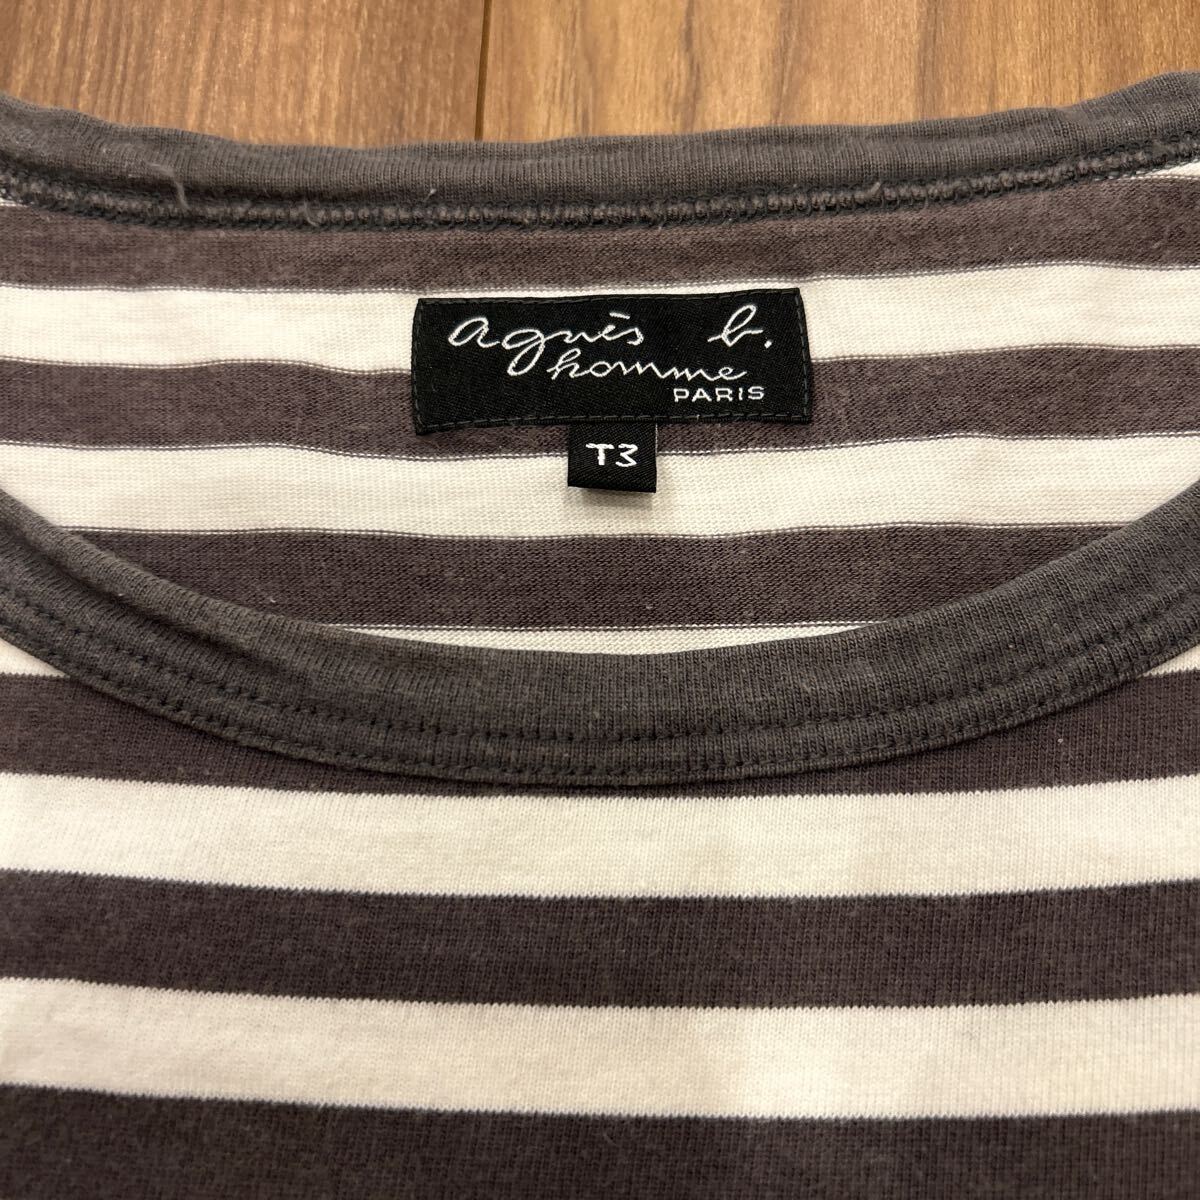 agnès b.
homme
PARIS
T3